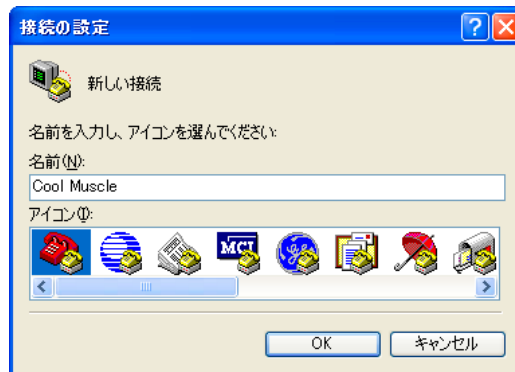 接続の設定
新しい接続
名前を入力し、アイコンを選んでください:
名前(N):
Cool Muscle
アイコン(I):
MCI
OK キャンセル